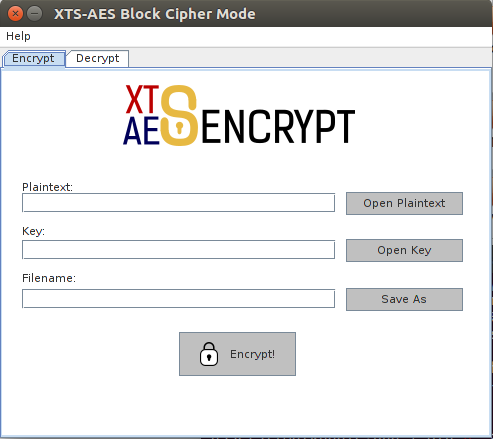 XTS-AES Block Cipher Mode
Help
Encrypt Decrypt
XTS
AES ENCRYPT
Plaintext:
Open Plaintext
Key:
Open Key
Filename:
Save As
Encrypt!